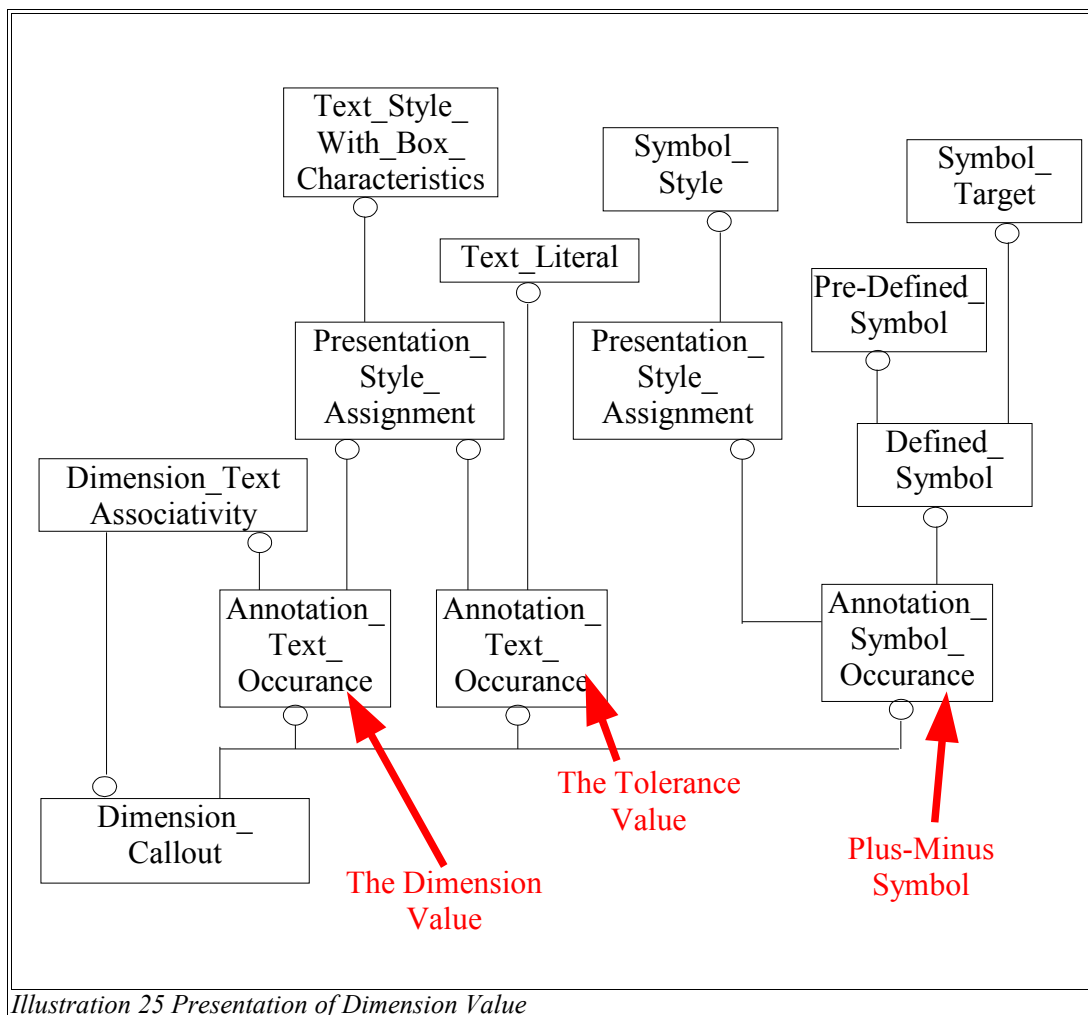 Text_Style_
With_Box_
Characteristics
Symbol_
Style
Symbol_
Target
Text_Literal
Pre-Defined_
Symbol
Presentation_
Style_
Assignment
Presentation_
Style_
Assignment
Defined_
Symbol
Dimension_Text
Associativity
Annotation_
Text_
Occurance
Annotation_
Text_
Occurance
Annotation_
Symbol_
Occurance
The Tolerance
Value
Dimension_
Callout
The Dimension
Value
Plus-Minus
Symbol
Illustration 25 Presentation of Dimension Value